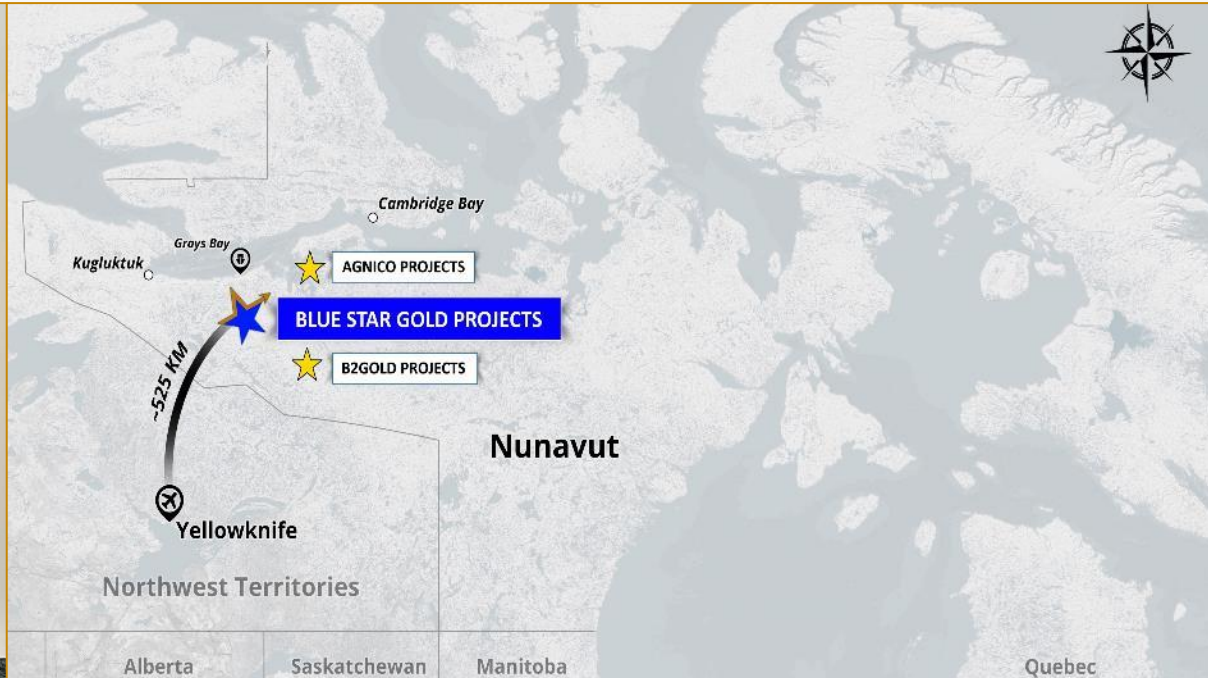 Cambridge Bay
Grays Bay
Kugluktuk
AGNICO PROJECTS
BLUE STAR GOLD PROJECTS
B2GOLD PROJECTS
~525 KM
Nunavut
Yellowknife
Northwest Territories
Alberta
Saskatchewan
Manitoba
Quebec